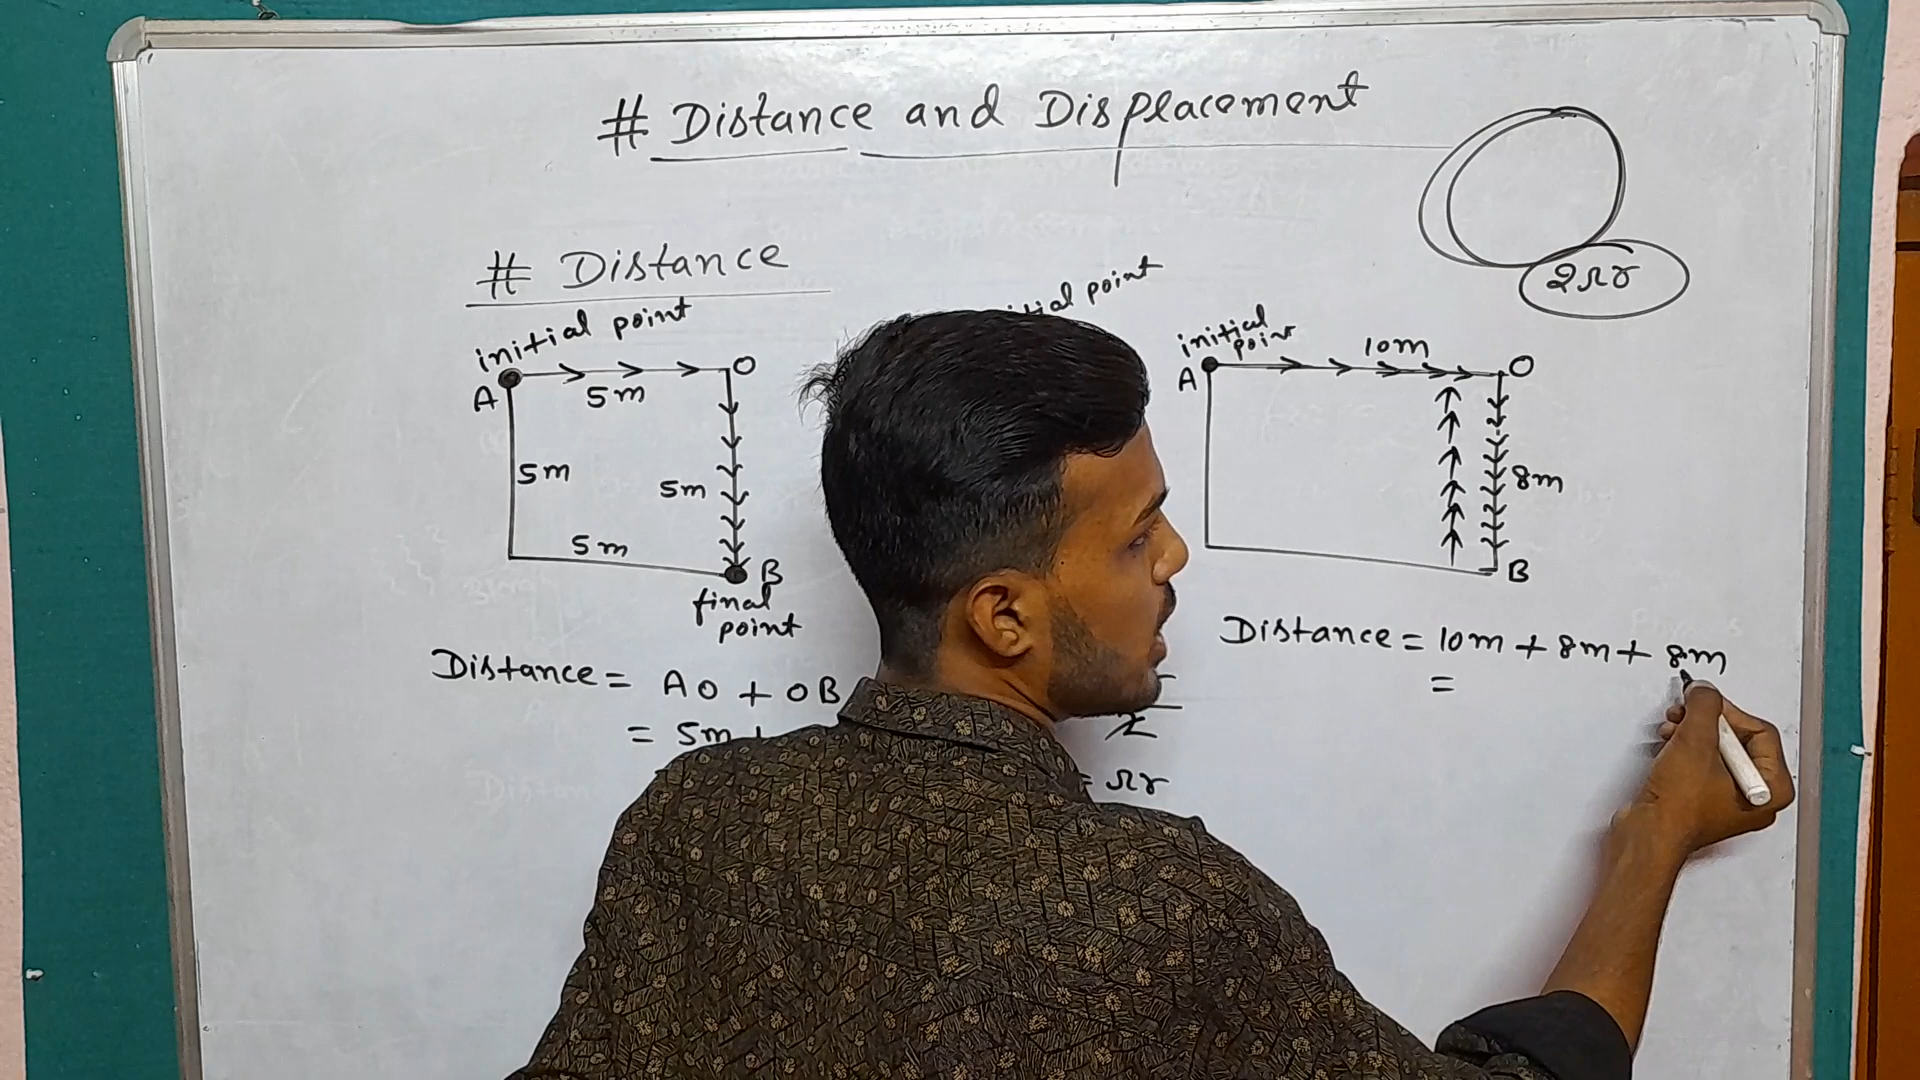 # Distance and Displacement
2πr
# Distance
initial point
A
5m
O
5m
5m
5m
B
final
point
Distance = AO + OB
= 5m +
point
= πr
initial
point
A
10m
O
8m
B
Distance = 10m + 8m + 8m
=